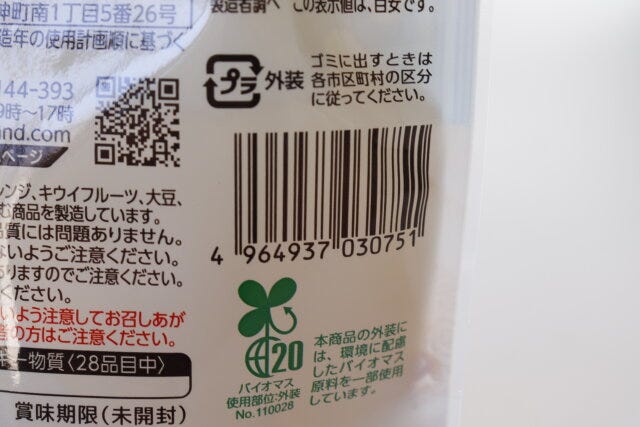 仲町南1丁目5番26号
造年の使用計画順に基づく
製造者調べ この表示値は、目安です。
44-393
9時～17時
nd.com
ページ
プラ 外装
ゴミに出すときは
各市区町村の区分
に従ってください。
レンジ、キウイフルーツ、大豆、
む商品を製造しています。
品質には問題ありません。
ないようご注意ください。
ありますのでご注意ください。
ください。
いよう注意してお召しあが
の方はご注意ください。
物質〈28品目中〉
賞味期限(未開封)
4 964937 030751
20
バイオマス
使用部位:外装
No.110028
本商品の外装に
は、環境に配慮
したバイオマス
原料を一部使用
しています。